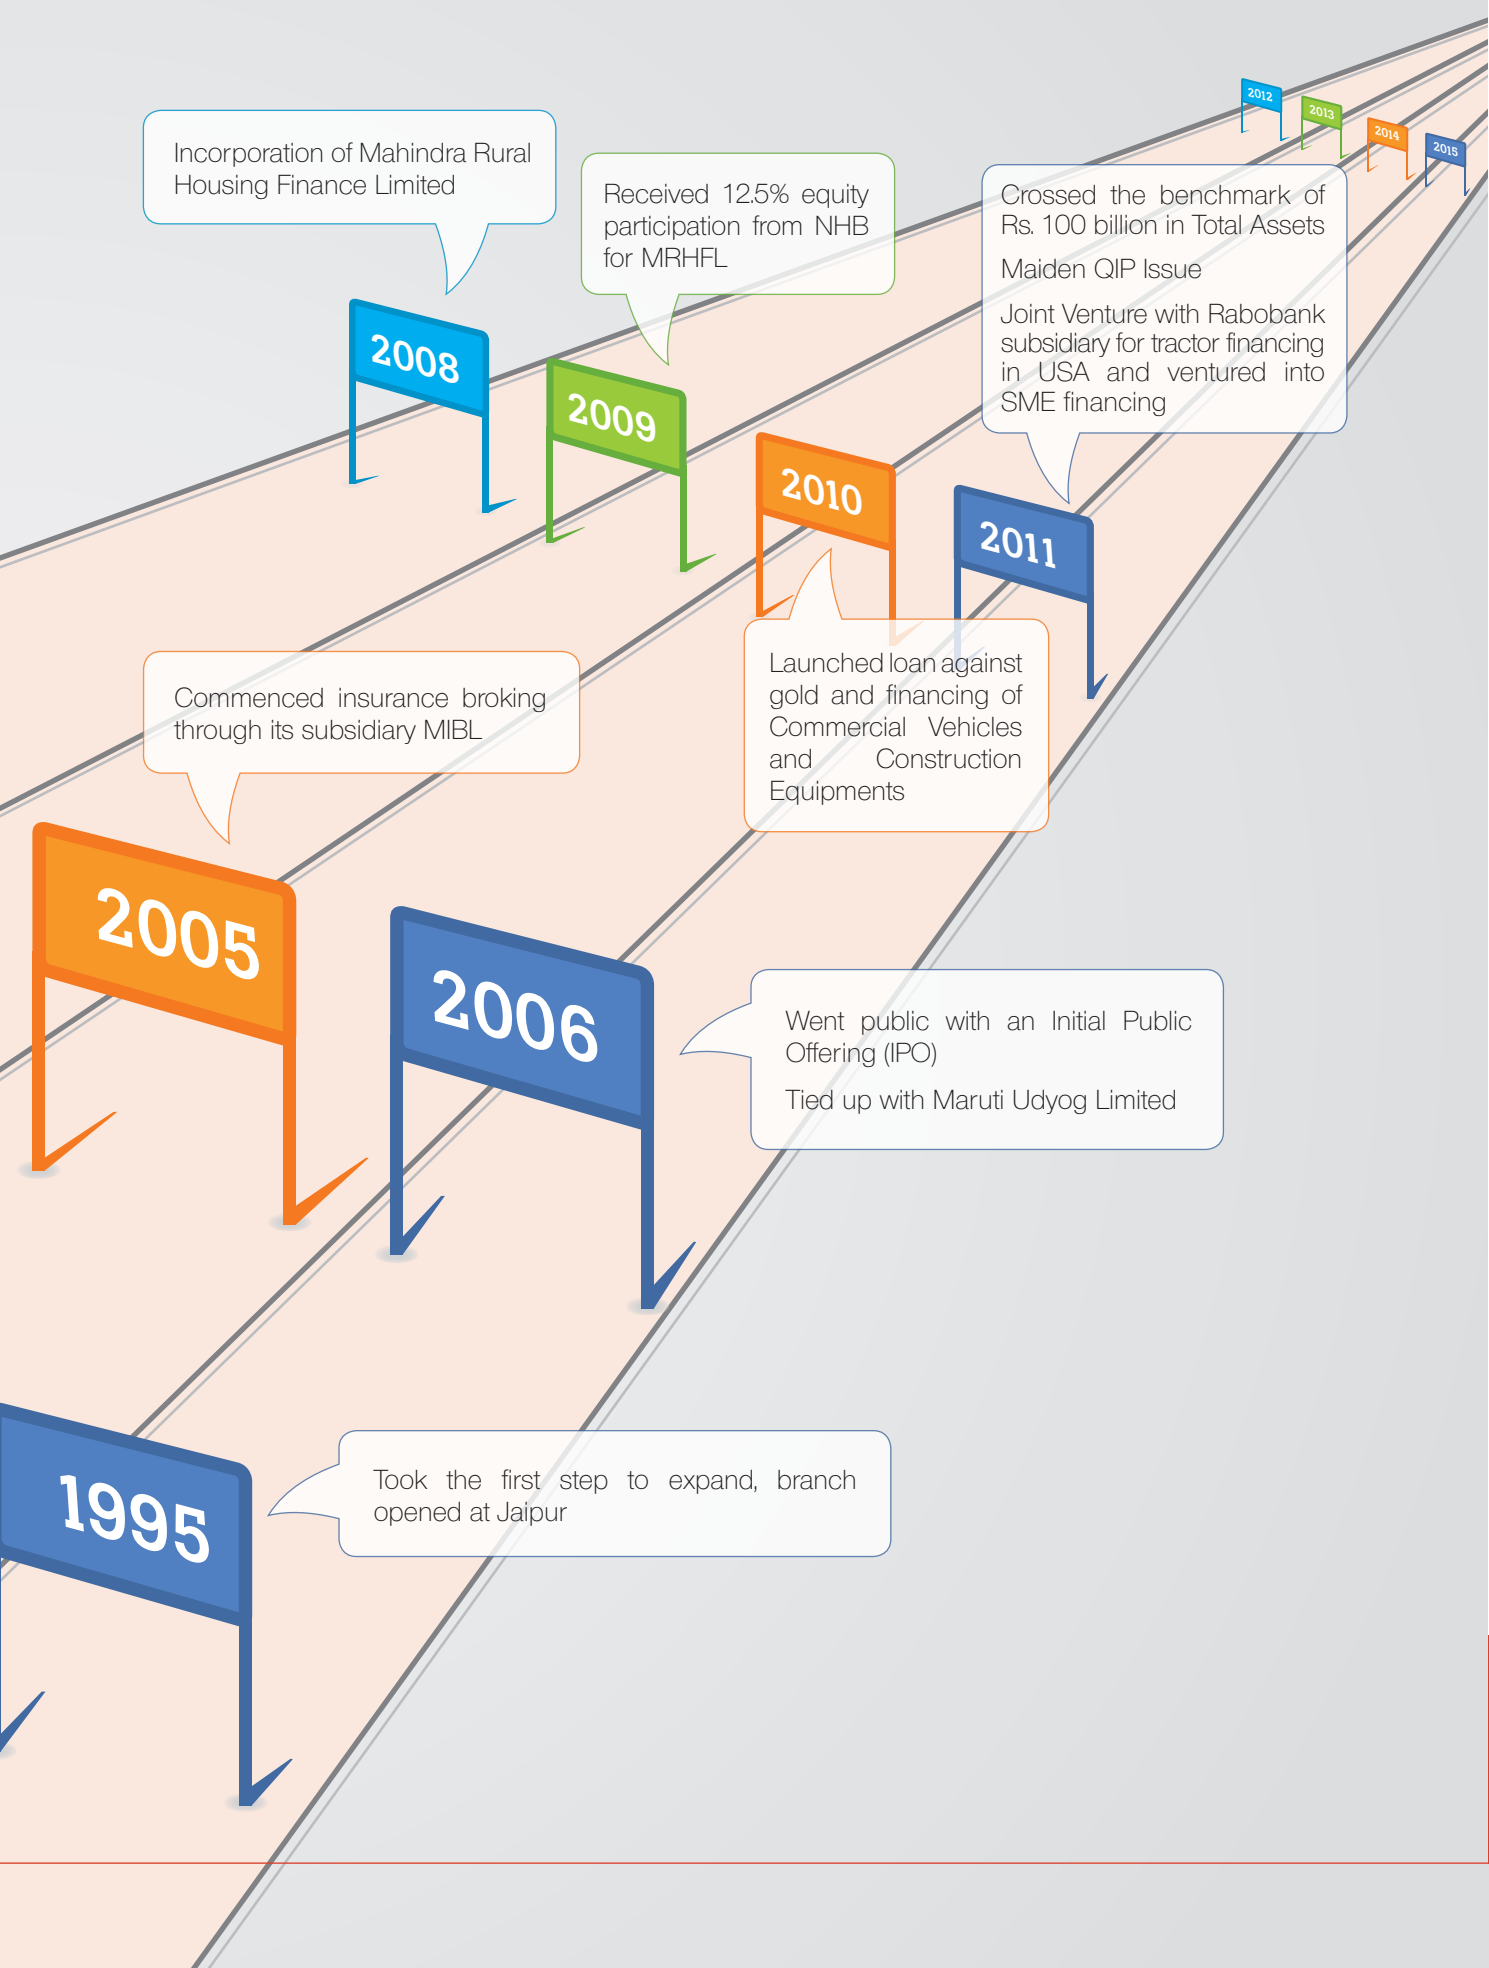 2012
2013
2014
2015
Incorporation of Mahindra Rural
Housing Finance Limited
Received 12.5% equity
participation from NHB
for MRHFL
Crossed the benchmark of
Rs. 100 billion in Total Assets
Maiden QIP Issue
Joint Venture with Rabobank
subsidiary for tractor financing
in USA and ventured into
SME financing
2008
2009
2010
2011
Launched loan against
gold and financing of
Commercial Vehicles
and Construction
Equipments
Commenced insurance broking
through its subsidiary MIBL
2005
2006
Went public with an Initial Public
Offering (IPO)
Tied up with Maruti Udyog Limited
1995
Took the first step to expand, branch
opened at Jaipur